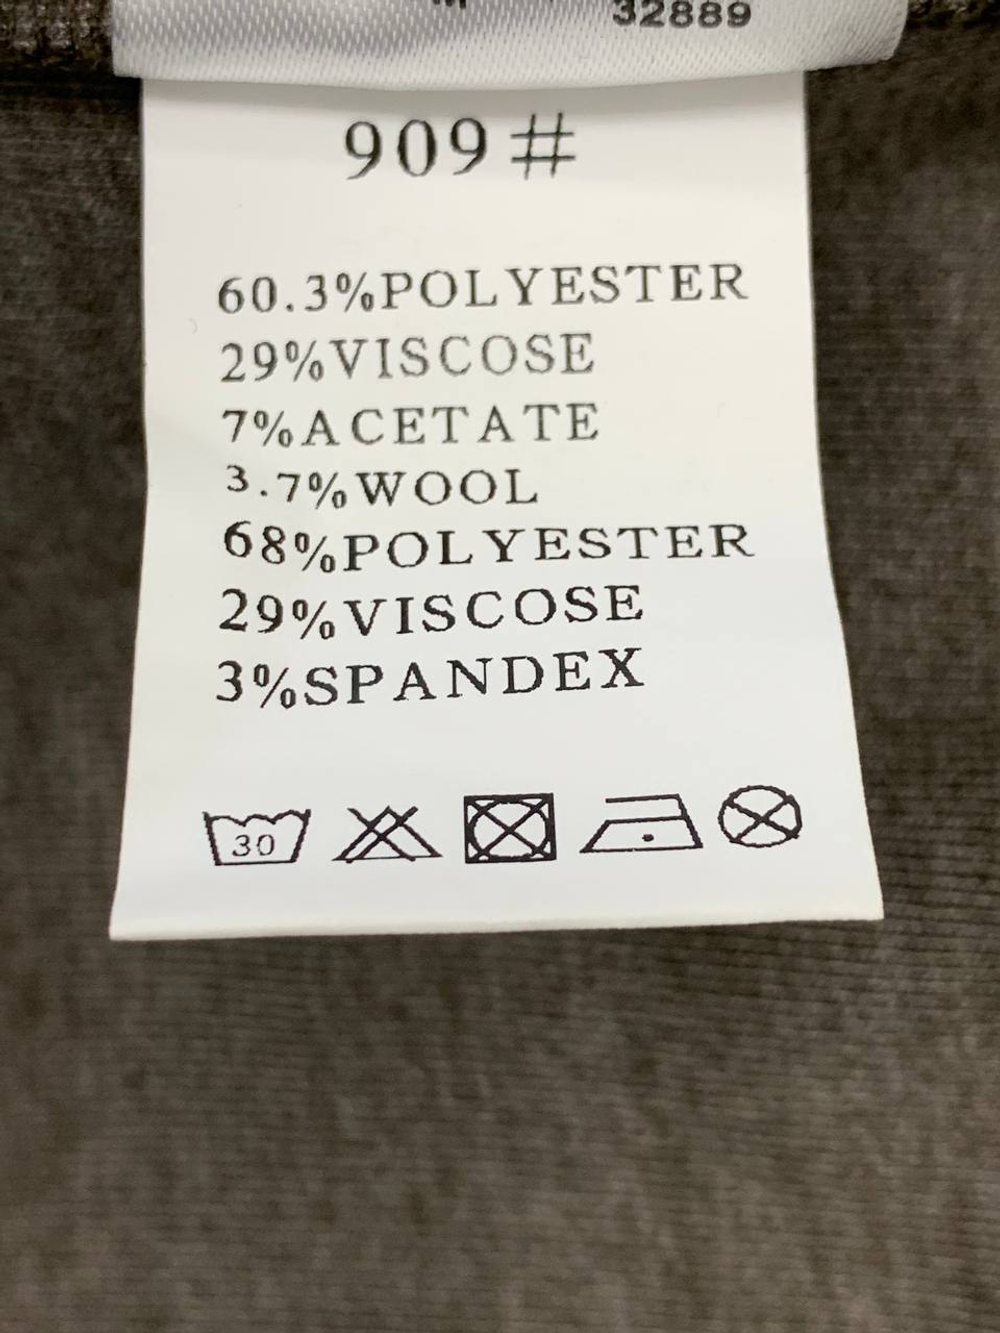 32889
909#
60.3%POLYESTER
29%VISCOSE
7%ACETATE
3.7%WOOL
68%POLYESTER
29%VISCOSE
3%SPANDEX
30